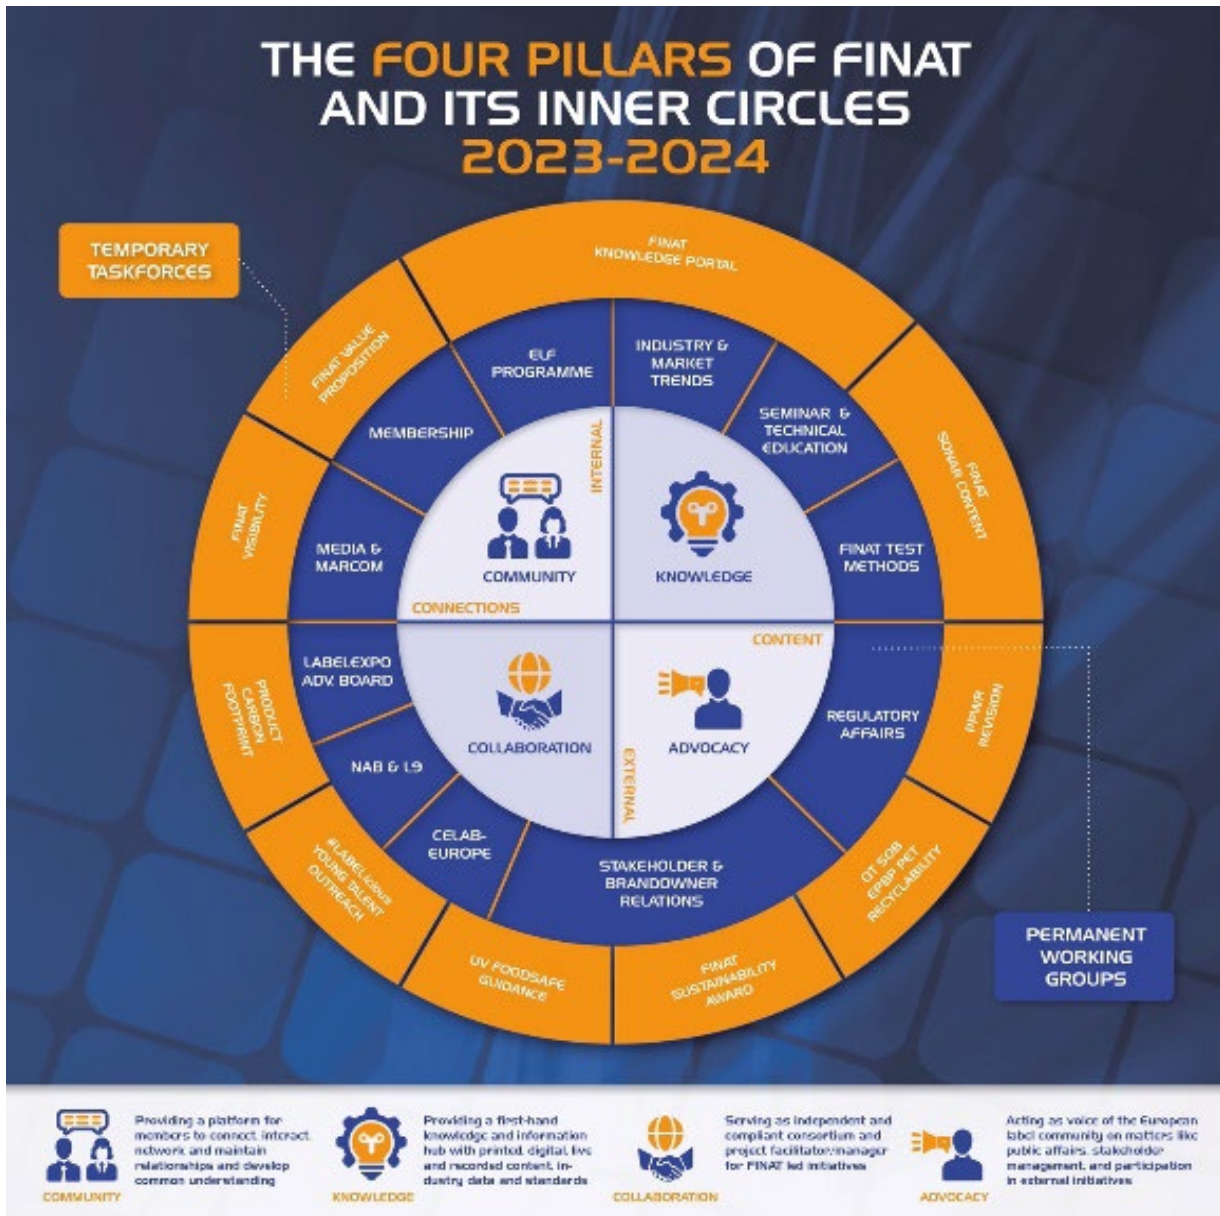 THE FOUR PILLARS OF FINAT
AND ITS INNER CIRCLES
2023-2024
TEMPORARY
TASKFORCES
FINAT
KNOWLEDGE PORTAL
FINAT VALUE
PROPOSITION
FINAT
SONAR CONTENT
FINAT
VISIBILITY
ELF
PROGRAMME
INDUSTRY &
MARKET
TRENDS
MEMBERSHIP
SEMINAR &
TECHNICAL
EDUCATION
MEDIA &
MARCOM
FINAT TEST
METHODS
INTERNAL
COMMUNITY
KNOWLEDGE
CONNECTIONS
CONTENT
COLLABORATION
ADVOCACY
EXTERNAL
LABELEXPO
ADV. BOARD
REGULATORY
AFFAIRS
NAB & L9
CELAB-
EUROPE
STAKEHOLDER &
BRANDOWNER
RELATIONS
PRODUCT
CARBON
FOOTPRINT
PPWR
REVISION
#LABELicious
YOUNG TALENT
OUTREACH
QT SOB
EPBP PET
RECYCLABILITY
UV FOODSAFE
GUIDANCE
FINAT
SUSTAINABILITY
AWARD
PERMANENT
WORKING
GROUPS
Providing a platform for
members to connect, interact,
network and maintain
relationships and develop
common understanding
COMMUNITY
Providing a first-hand
knowledge and information
hub with printed, digital, live
and recorded content, in-
dustry data and standards
KNOWLEDGE
Serving as independent and
compliant consortium and
project facilitator/manager
for FINAT led initiatives
COLLABORATION
Acting as voice of the European
label community on matters like
public affairs, stakeholder
management, and participation
in external initiatives
ADVOCACY